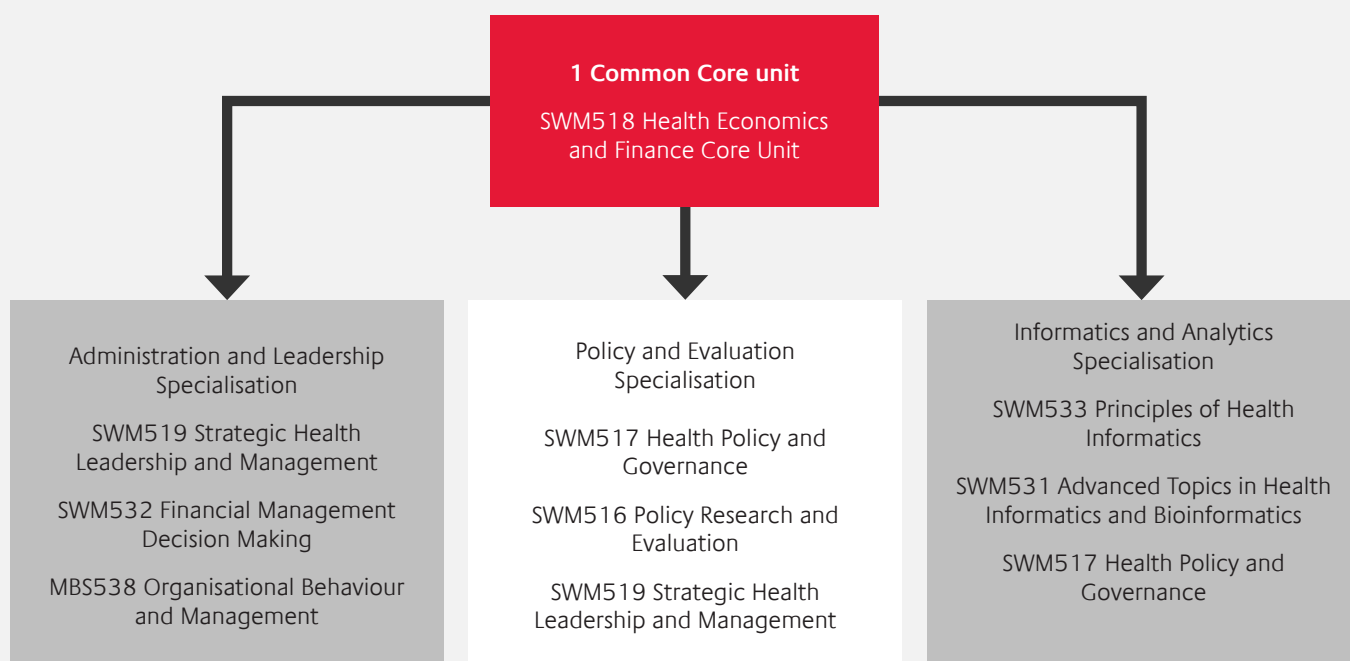 1 Common Core unit
SWM518 Health Economics
and Finance Core Unit
Administration and Leadership
Specialisation
SWM519 Strategic Health
Leadership and Management
SWM532 Financial Management
Decision Making
MBS538 Organisational Behaviour
and Management
Policy and Evaluation
Specialisation
SWM517 Health Policy and
Governance
SWM516 Policy Research and
Evaluation
SWM519 Strategic Health
Leadership and Management
Informatics and Analytics
Specialisation
SWM533 Principles of Health
Informatics
SWM531 Advanced Topics in Health
Informatics and Bioinformatics
SWM517 Health Policy and
Governance